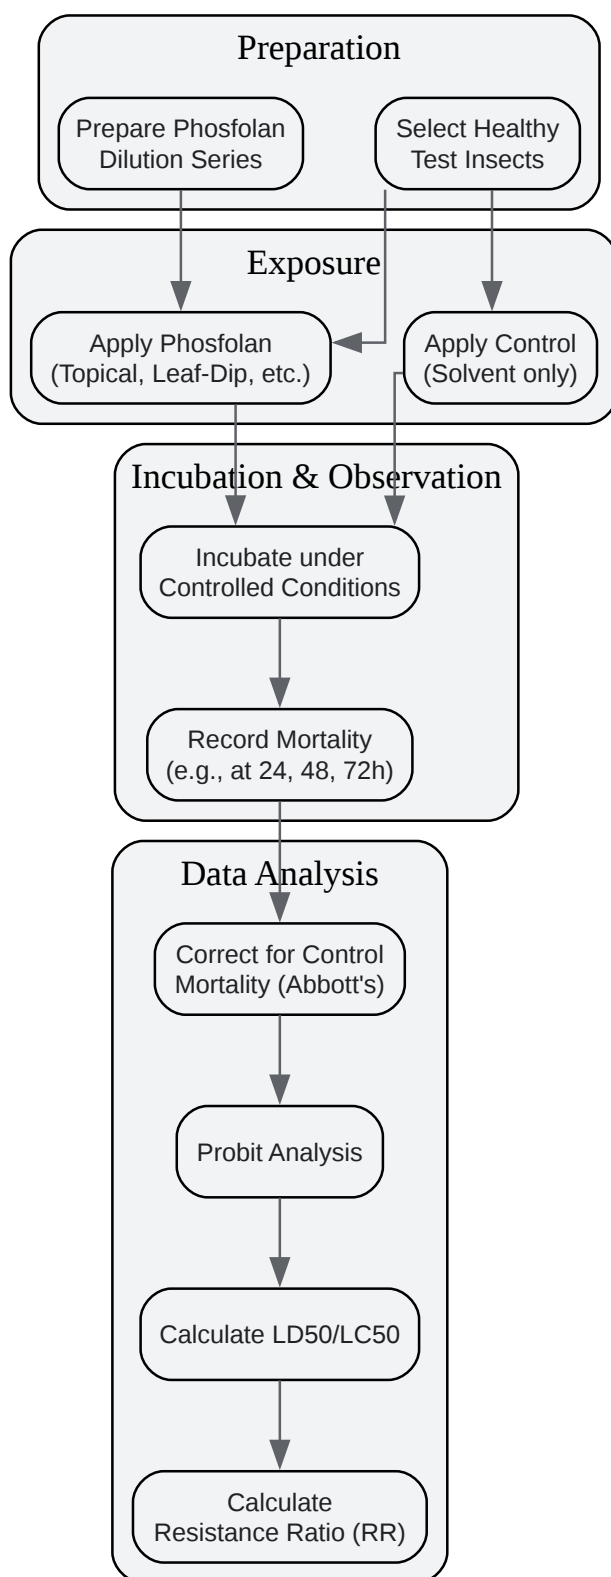 Preparation
Prepare Phosfolan
Dilution Series
Select Healthy
Test Insects
Exposure
Apply Phosfolan
(Topical, Leaf-Dip, etc.)
Apply Control
(Solvent only)
Incubation & Observation
Incubate under
Controlled Conditions
Record Mortality
(e.g., at 24, 48, 72h)
Data Analysis
Correct for Control
Mortality (Abbott's)
Probit Analysis
Calculate LD50/LC50
Calculate
Resistance Ratio (RR)